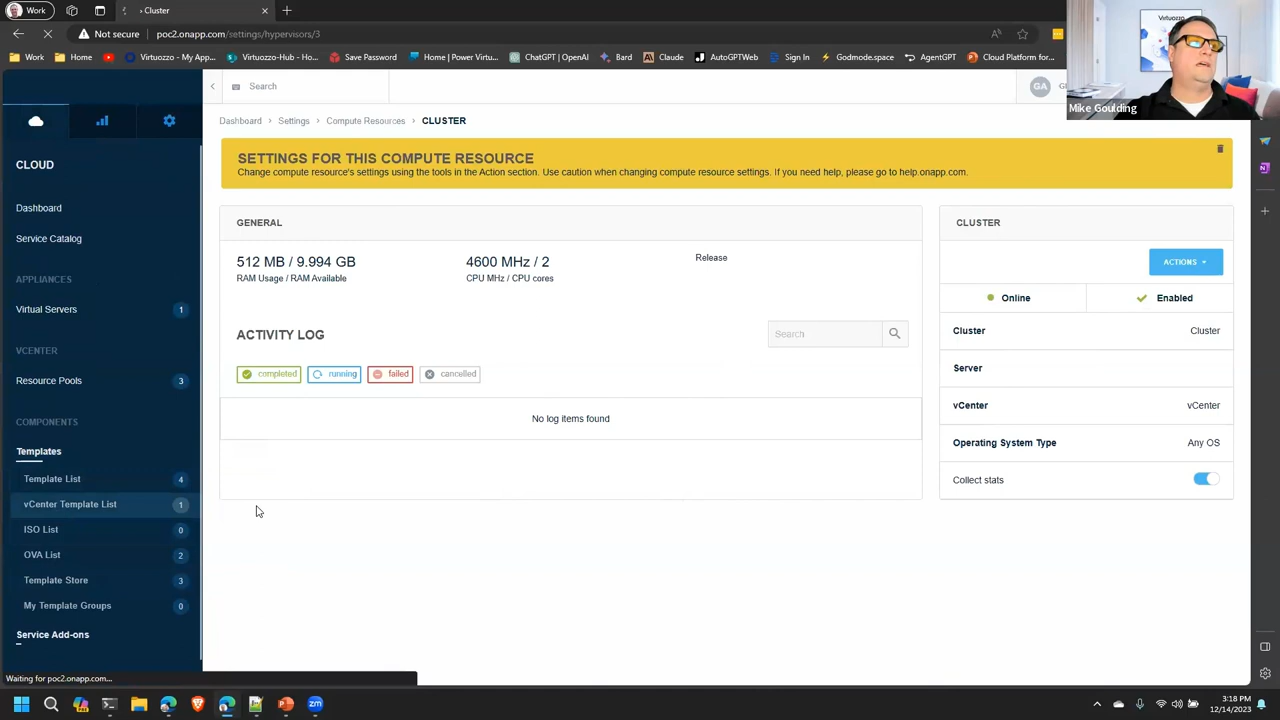 Work
Cluster
Not secure
poc2.onapp.com/settings/hypervisors/3
Work
Home
Virtuozzo - My App...
Virtuozzo-Hub - Ho...
Save Password
Home | Power Virtu...
ChatGPT | OpenAI
Bard
Claude
AutoGPTWeb
Sign In
Godmode.space
AgentGPT
Cloud Platform for...
Virtuozzo
Mike Goulding
Search
GA
Dashboard > Settings > Compute Resources > CLUSTER
SETTINGS FOR THIS COMPUTE RESOURCE
Change compute resource's settings using the tools in the Action section. Use caution when changing compute resource settings. If you need help, please go to help.onapp.com.
CLOUD
Dashboard
Service Catalog
APPLIANCES
Virtual Servers 1
VCENTER
Resource Pools 3
COMPONENTS
Templates
Template List 4
vCenter Template List 1
ISO List 0
OVA List 2
Template Store 3
My Template Groups 0
Service Add-ons
GENERAL
512 MB / 9.994 GB
RAM Usage / RAM Available
4600 MHz / 2
CPU MHz / CPU cores
Release
ACTIVITY LOG
Search
completed
running
failed
cancelled
No log items found
CLUSTER
ACTIONS
Online
Enabled
Cluster Cluster
Server
vCenter vCenter
Operating System Type Any OS
Collect stats
Waiting for poc2.onapp.com...
zm
3:18 PM
12/14/2023